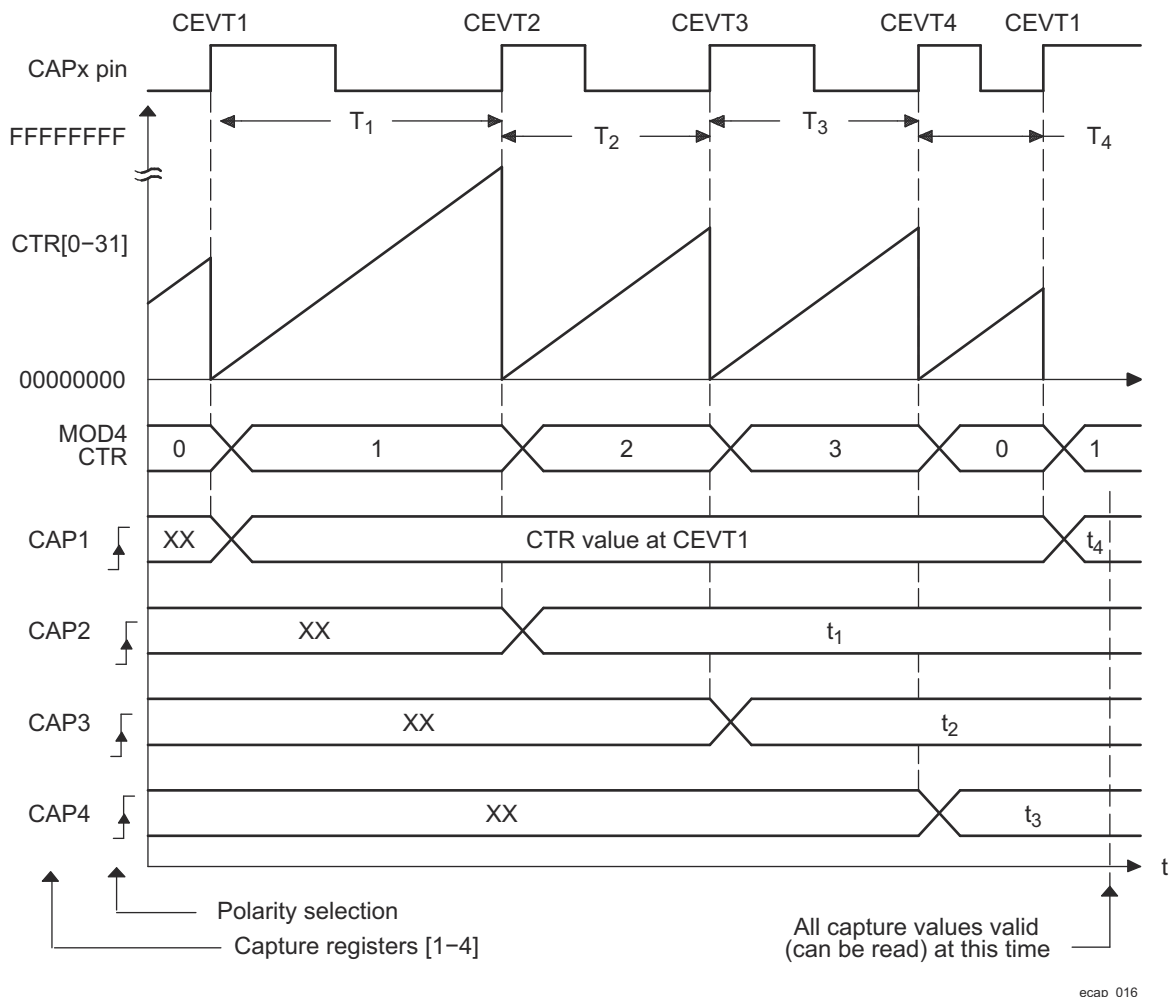 CEVT1 CEVT2 CEVT3 CEVT4 CEVT1
CAPx pin
T1 T2 T3 T4
FFFFFFFF
CTR[0−31]
00000000
MOD4
CTR
0 1 2 3 0 1
CAP1 XX CTR value at CEVT1 t4
CAP2 XX t1
CAP3 XX t2
CAP4 XX t3
t
Polarity selection
Capture registers [1−4]
All capture values valid
(can be read) at this time
ecap_016